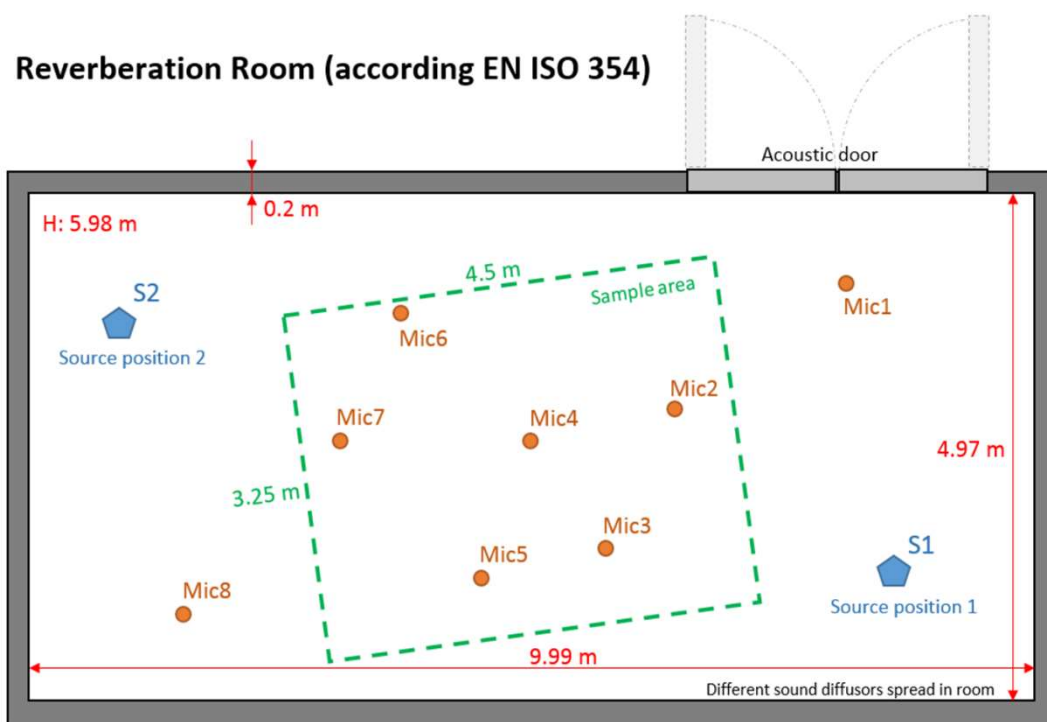 Reverberation Room (according EN ISO 354)
Acoustic door
0.2 m
H: 5.98 m
4.5 m
Sample area
S2
Source position 2
Mic1
Mic6
Mic2
Mic7
Mic4
4.97 m
3.25 m
Mic3
S1
Mic5
Mic8
Source position 1
9.99 m
Different sound diffusors spread in room